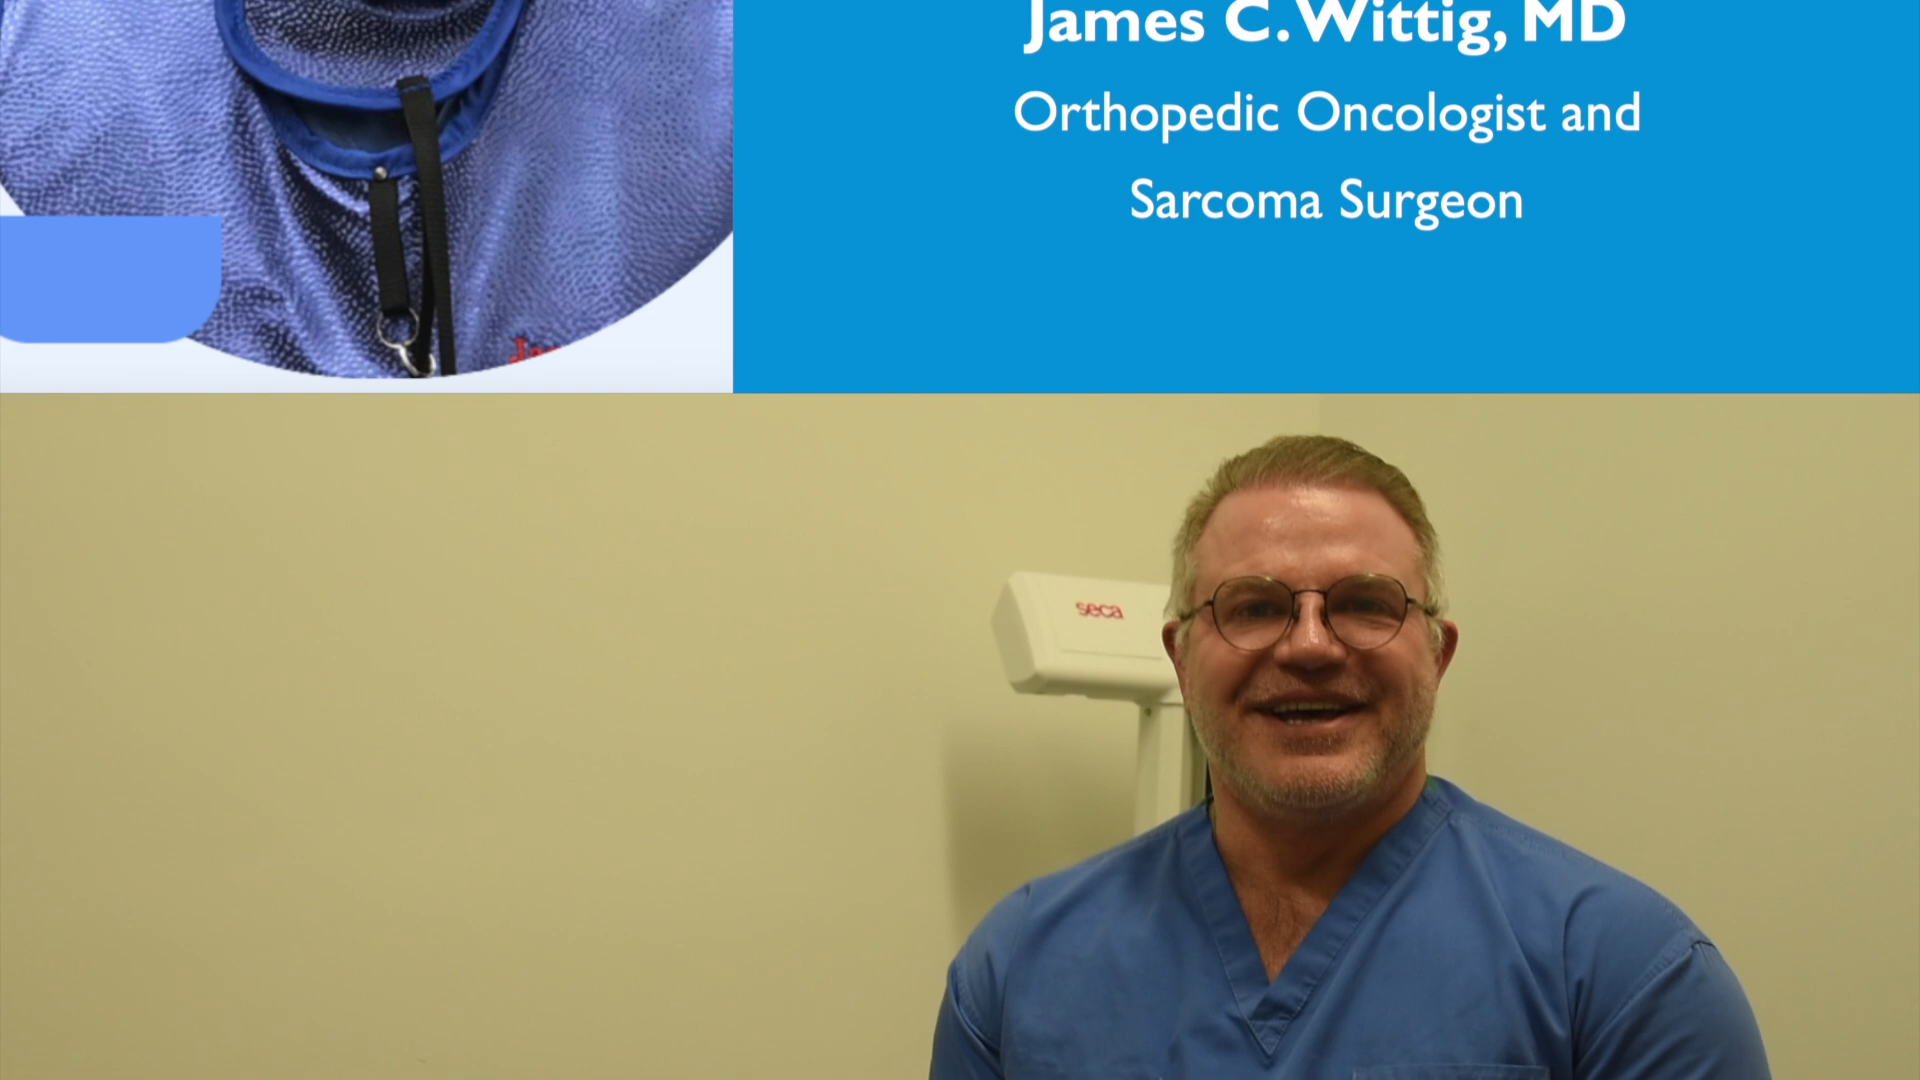 James C. Wittig, MD
Orthopedic Oncologist and
Sarcoma Surgeon
seca